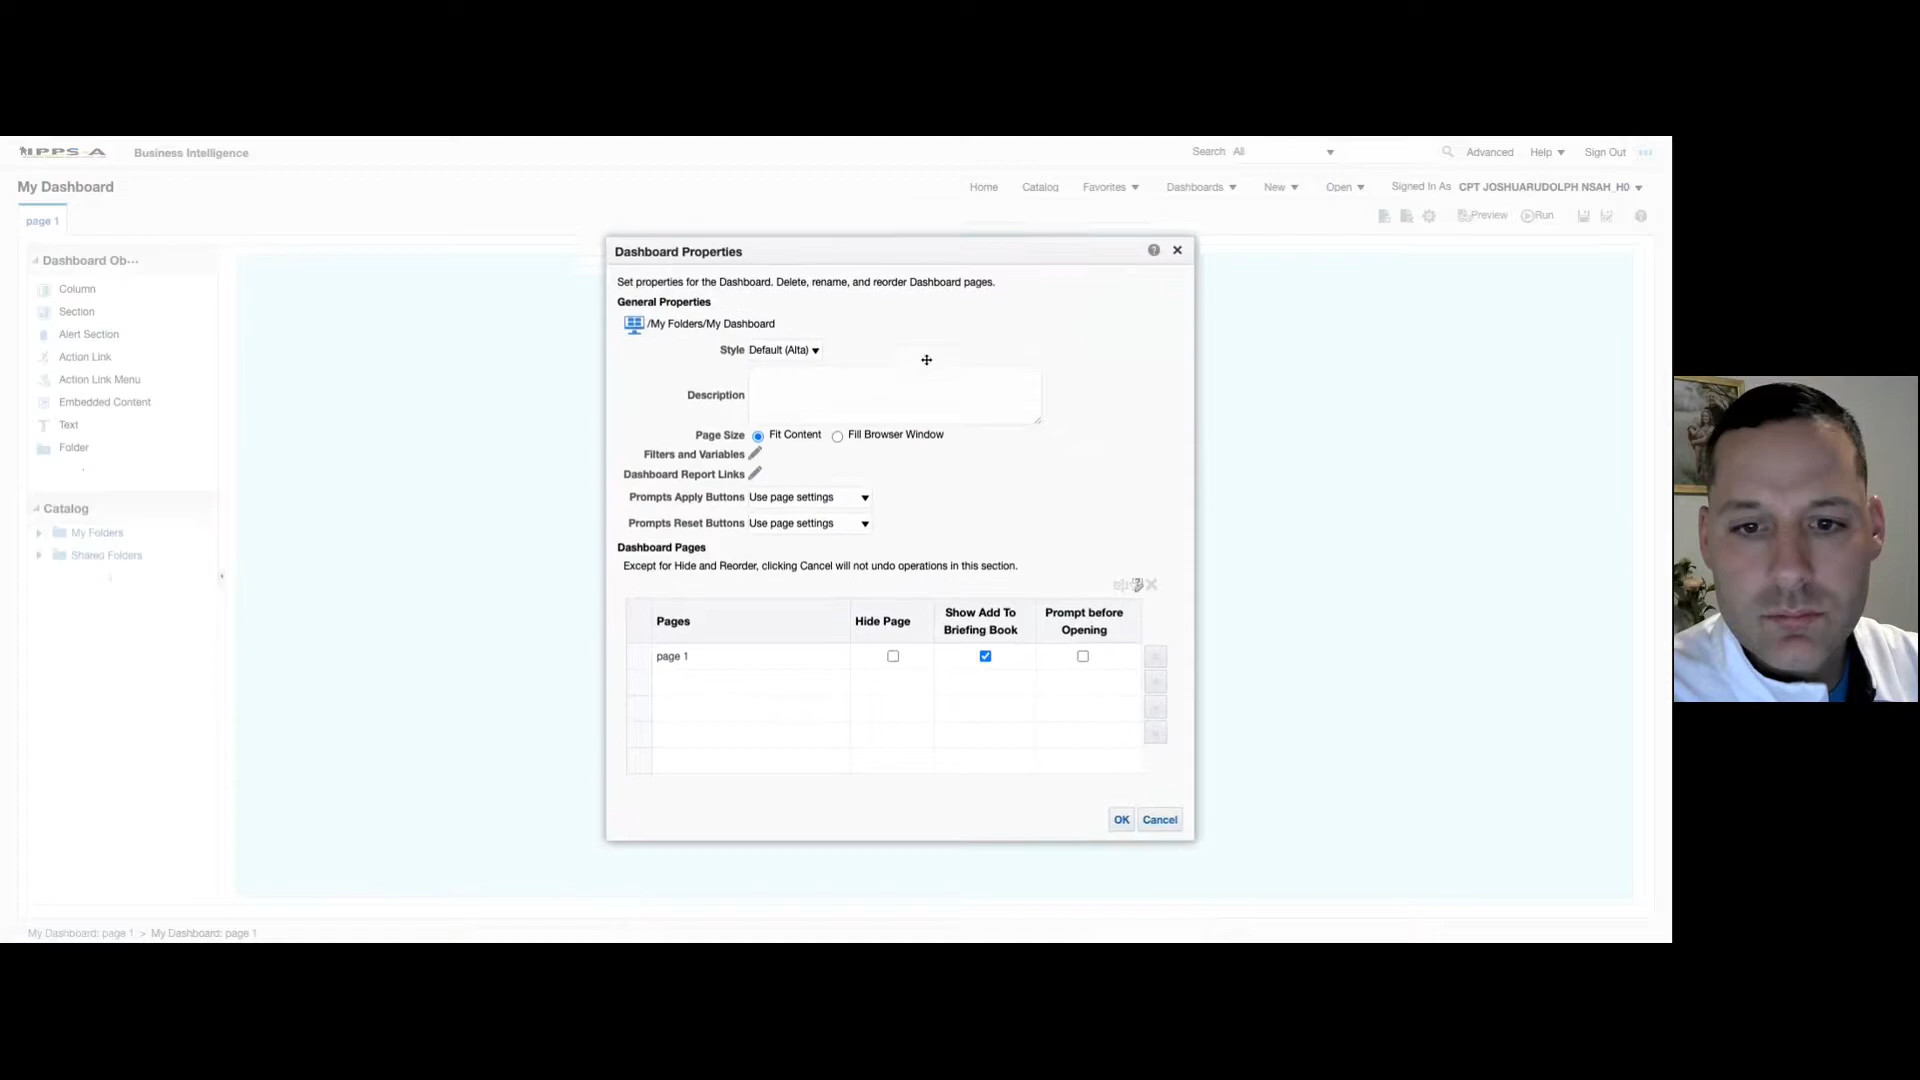 IPPS-A Business Intelligence Search All Advanced Help Sign Out
My Dashboard Home Catalog Favorites Dashboards New Open Signed In As CPT JOSHUARUDOLPH NSAH_H0
page 1 Preview Run
Dashboard Ob...
Column
Section
Alert Section
Action Link
Action Link Menu
Embedded Content
Text
Folder
Catalog
My Folders
Shared Folders
Dashboard Properties
Set properties for the Dashboard. Delete, rename, and reorder Dashboard pages.
General Properties
/My Folders/My Dashboard
Style Default (Alta)
Description
Page Size Fit Content Fill Browser Window
Filters and Variables
Dashboard Report Links
Prompts Apply Buttons Use page settings
Prompts Reset Buttons Use page settings
Dashboard Pages
Except for Hide and Reorder, clicking Cancel will not undo operations in this section.
Pages Hide Page Show Add To Briefing Book Prompt before Opening
page 1
OK Cancel
My Dashboard: page 1 > My Dashboard: page 1